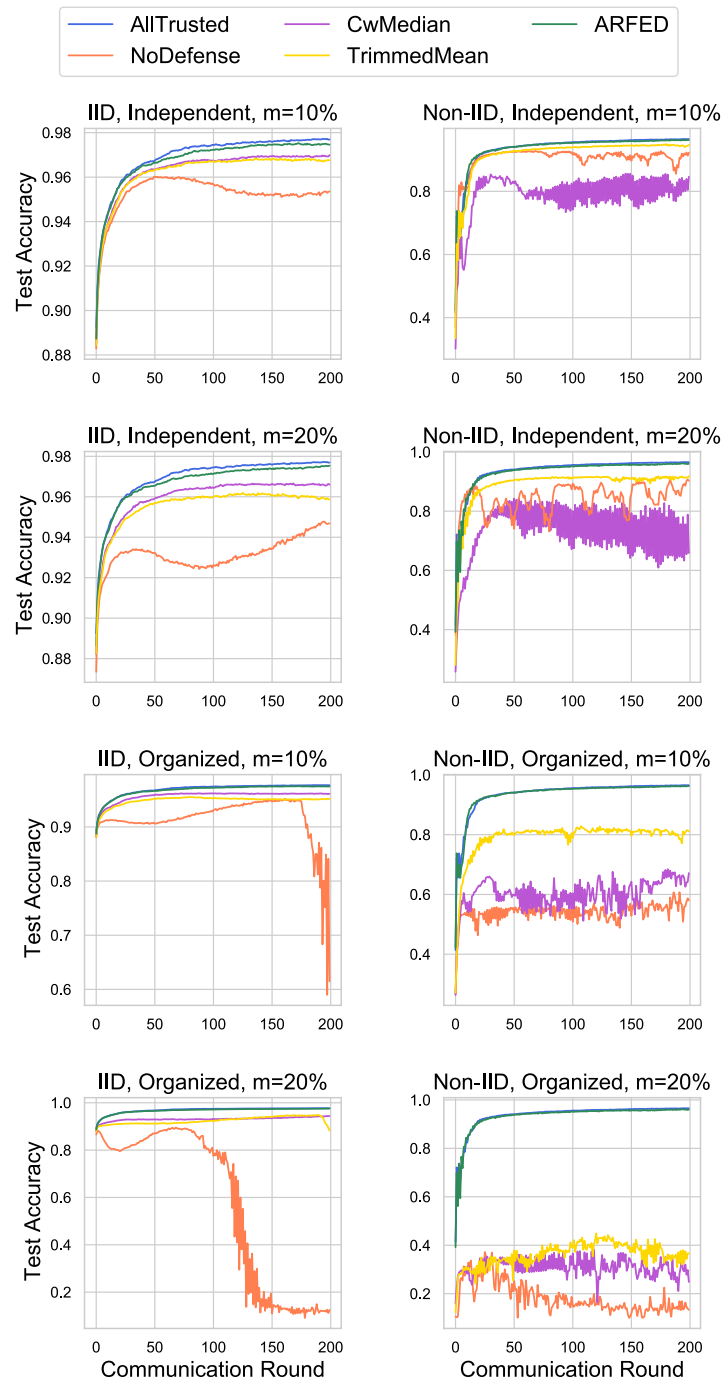 AllTrusted CwMedian ARFED
NoDefense TrimmedMean
IID, Independent, m=10%
0.98
0.96
0.94
0.92
0.90
0.88
Test Accuracy
0 50 100 150 200
Non-IID, Independent, m=10%
0.8
0.6
0.4
0 50 100 150 200
IID, Independent, m=20%
0.98
0.96
0.94
0.92
0.90
0.88
Test Accuracy
0 50 100 150 200
Non-IID, Independent, m=20%
1.0
0.8
0.6
0.4
0 50 100 150 200
IID, Organized, m=10%
0.9
0.8
0.7
0.6
Test Accuracy
0 50 100 150 200
Non-IID, Organized, m=10%
1.0
0.8
0.6
0.4
0 50 100 150 200
IID, Organized, m=20%
1.0
0.8
0.6
0.4
0.2
Test Accuracy
0 50 100 150 200
Communication Round
Non-IID, Organized, m=20%
1.0
0.8
0.6
0.4
0.2
0 50 100 150 200
Communication Round